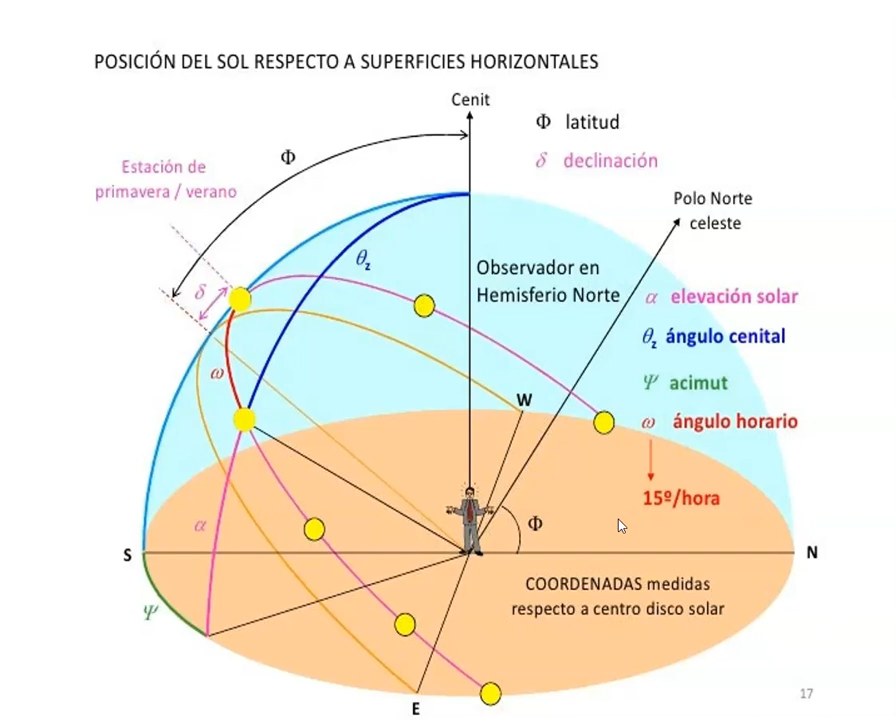 POSICIÓN DEL SOL RESPECTO A SUPERFICIES HORIZONTALES
Cenit
Φ latitud
δ declinación
Φ
Estación de
primavera / verano
Polo Norte
celeste
θz
Observador en
Hemisferio Norte
δ
α elevación solar
θz ángulo cenital
ω
Ψ acimut
W
ω ángulo horario
15º/hora
α
Φ
S
N
COORDENADAS medidas
respecto a centro disco solar
Ψ
E
17